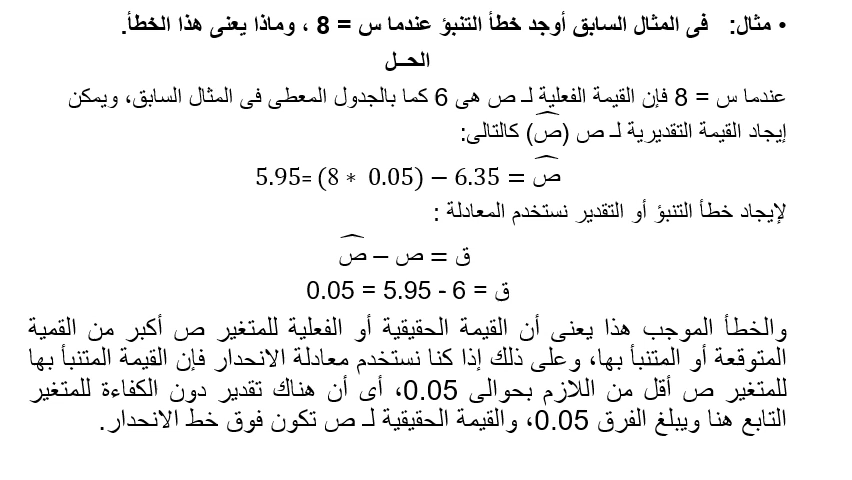 • مثال: فى المثال السابق أوجد خطأ التنبؤ عندما س = 8 ، وماذا يعنى هذا الخطأ.
الحــل
عندما س = 8 فإن القيمة الفعلية لـ ص هى 6 كما بالجدول المعطى فى المثال السابق، ويمكن
إيجاد القيمة التقديرية لـ ص (ص̂) كالتالى:
ص̂ = 6.35 − (0.05 ∗ 8) =5.95
لإيجاد خطأ التنبؤ أو التقدير نستخدم المعادلة :
ق = ص – ص̂
ق = 6 - 5.95 = 0.05
والخطأ الموجب هذا يعنى أن القيمة الحقيقية أو الفعلية للمتغير ص أكبر من القمية
المتوقعة أو المتنبأ بها، وعلى ذلك إذا كنا نستخدم معادلة الانحدار فإن القيمة المتنبأ بها
للمتغير ص أقل من اللازم بحوالى 0.05، أى أن هناك تقدير دون الكفاءة للمتغير
التابع هنا ويبلغ الفرق 0.05، والقيمة الحقيقية لـ ص تكون فوق خط الانحدار.